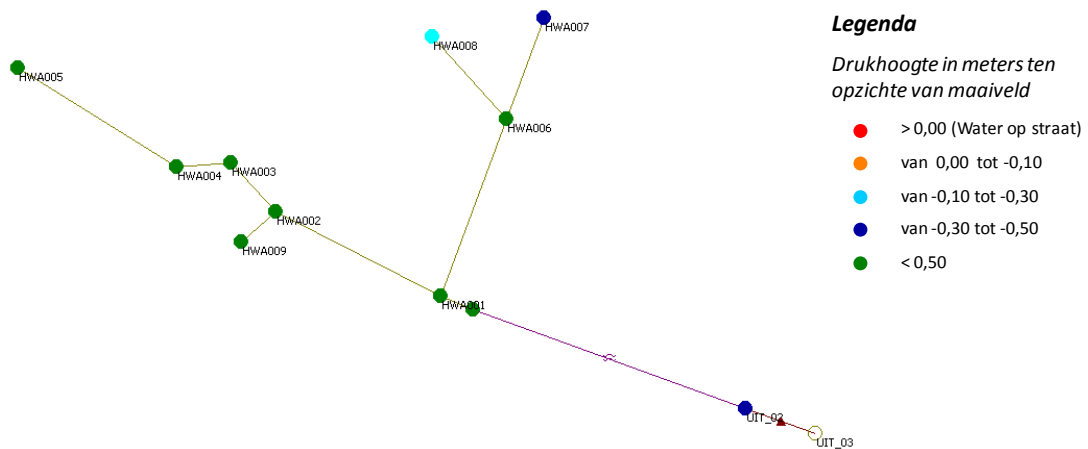 HWA007
HWA008
HWA005
HWA006
HWA003
HWA004
HWA002
HWA009
HWA001
UIT_02
UIT_03
Legenda
Drukhoogte in meters ten
opzichte van maaiveld
> 0,00 (Water op straat)
van 0,00 tot -0,10
van -0,10 tot -0,30
van -0,30 tot -0,50
< 0,50